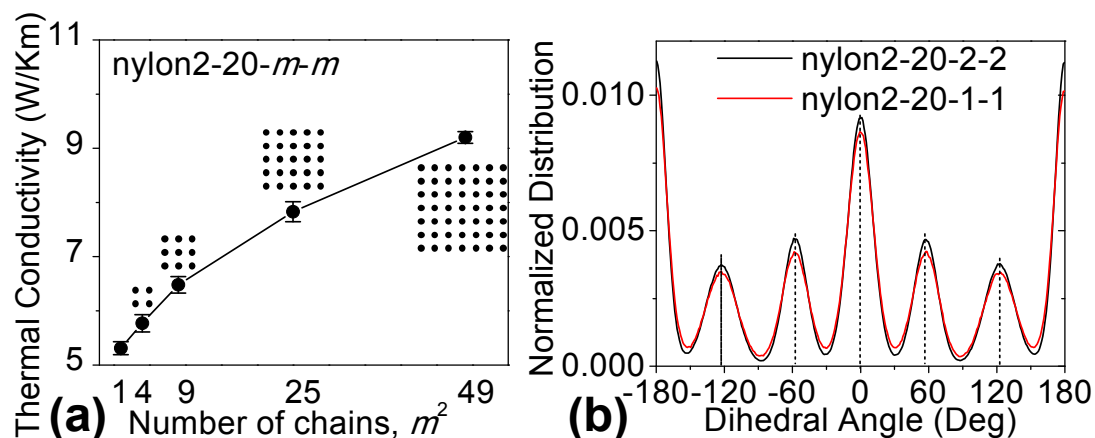 Thermal Conductivity (W/Km)
11
9
7
5
nylon2-20-m-m
1 4 9 25 49
Number of chains, m²
(a)
Normalized Distribution
0.010
0.005
0.000
nylon2-20-2-2
nylon2-20-1-1
-180 -120 -60 0 60 120 180
Dihedral Angle (Deg)
(b)